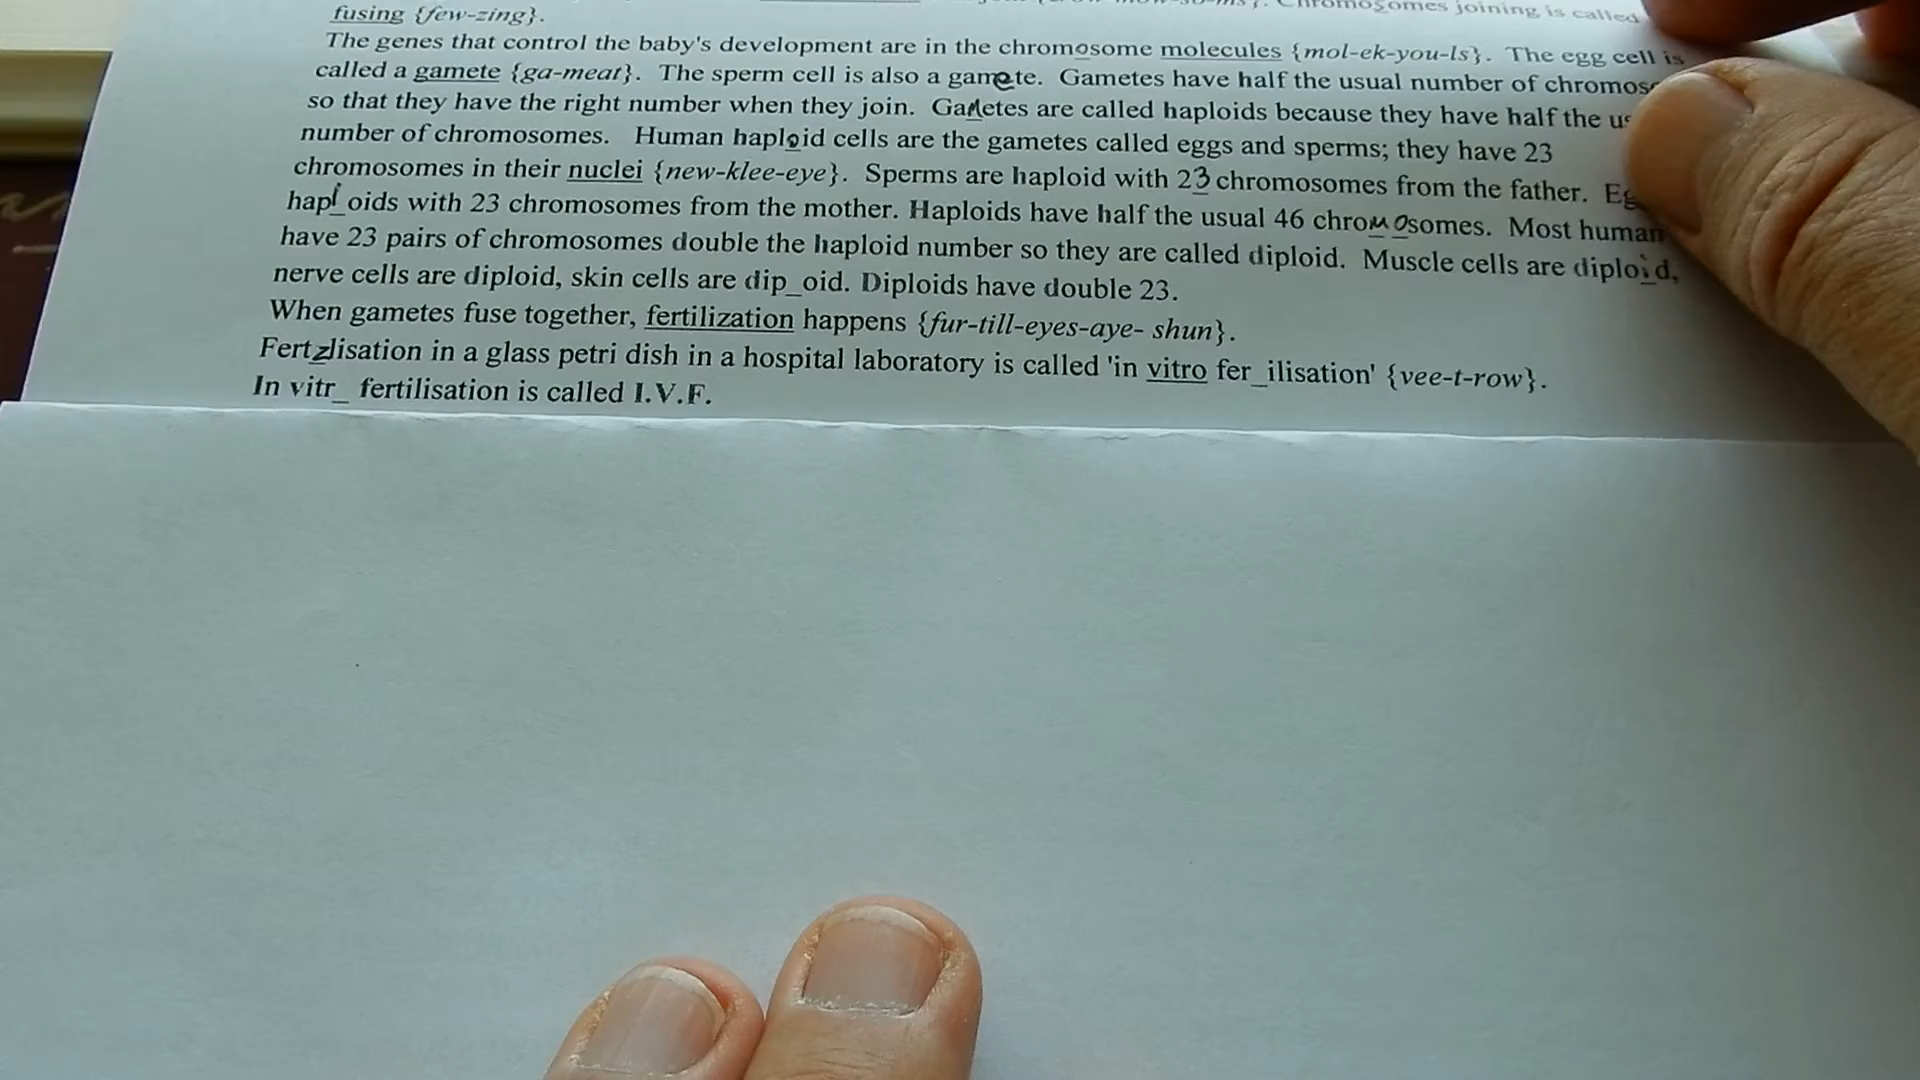 fusing {few-zing}. Chromosomes joining is called
The genes that control the baby's development are in the chromosome molecules {mol-ek-you-ls}. The egg cell is
called a gamete {ga-meat}. The sperm cell is also a gamete. Gametes have half the usual number of chromos
so that they have the right number when they join. Gametes are called haploids because they have half the us
number of chromosomes. Human haploid cells are the gametes called eggs and sperms; they have 23
chromosomes in their nuclei {new-klee-eye}. Sperms are haploid with 23 chromosomes from the father. Eg
haploids with 23 chromosomes from the mother. Haploids have half the usual 46 chromosomes. Most human
have 23 pairs of chromosomes double the haploid number so they are called diploid. Muscle cells are diploid,
nerve cells are diploid, skin cells are dip_oid. Diploids have double 23.
When gametes fuse together, fertilization happens {fur-till-eyes-aye- shun}.
Fertilisation in a glass petri dish in a hospital laboratory is called 'in vitro fer_ilisation' {vee-t-row}.
In vitr_ fertilisation is called I.V.F.